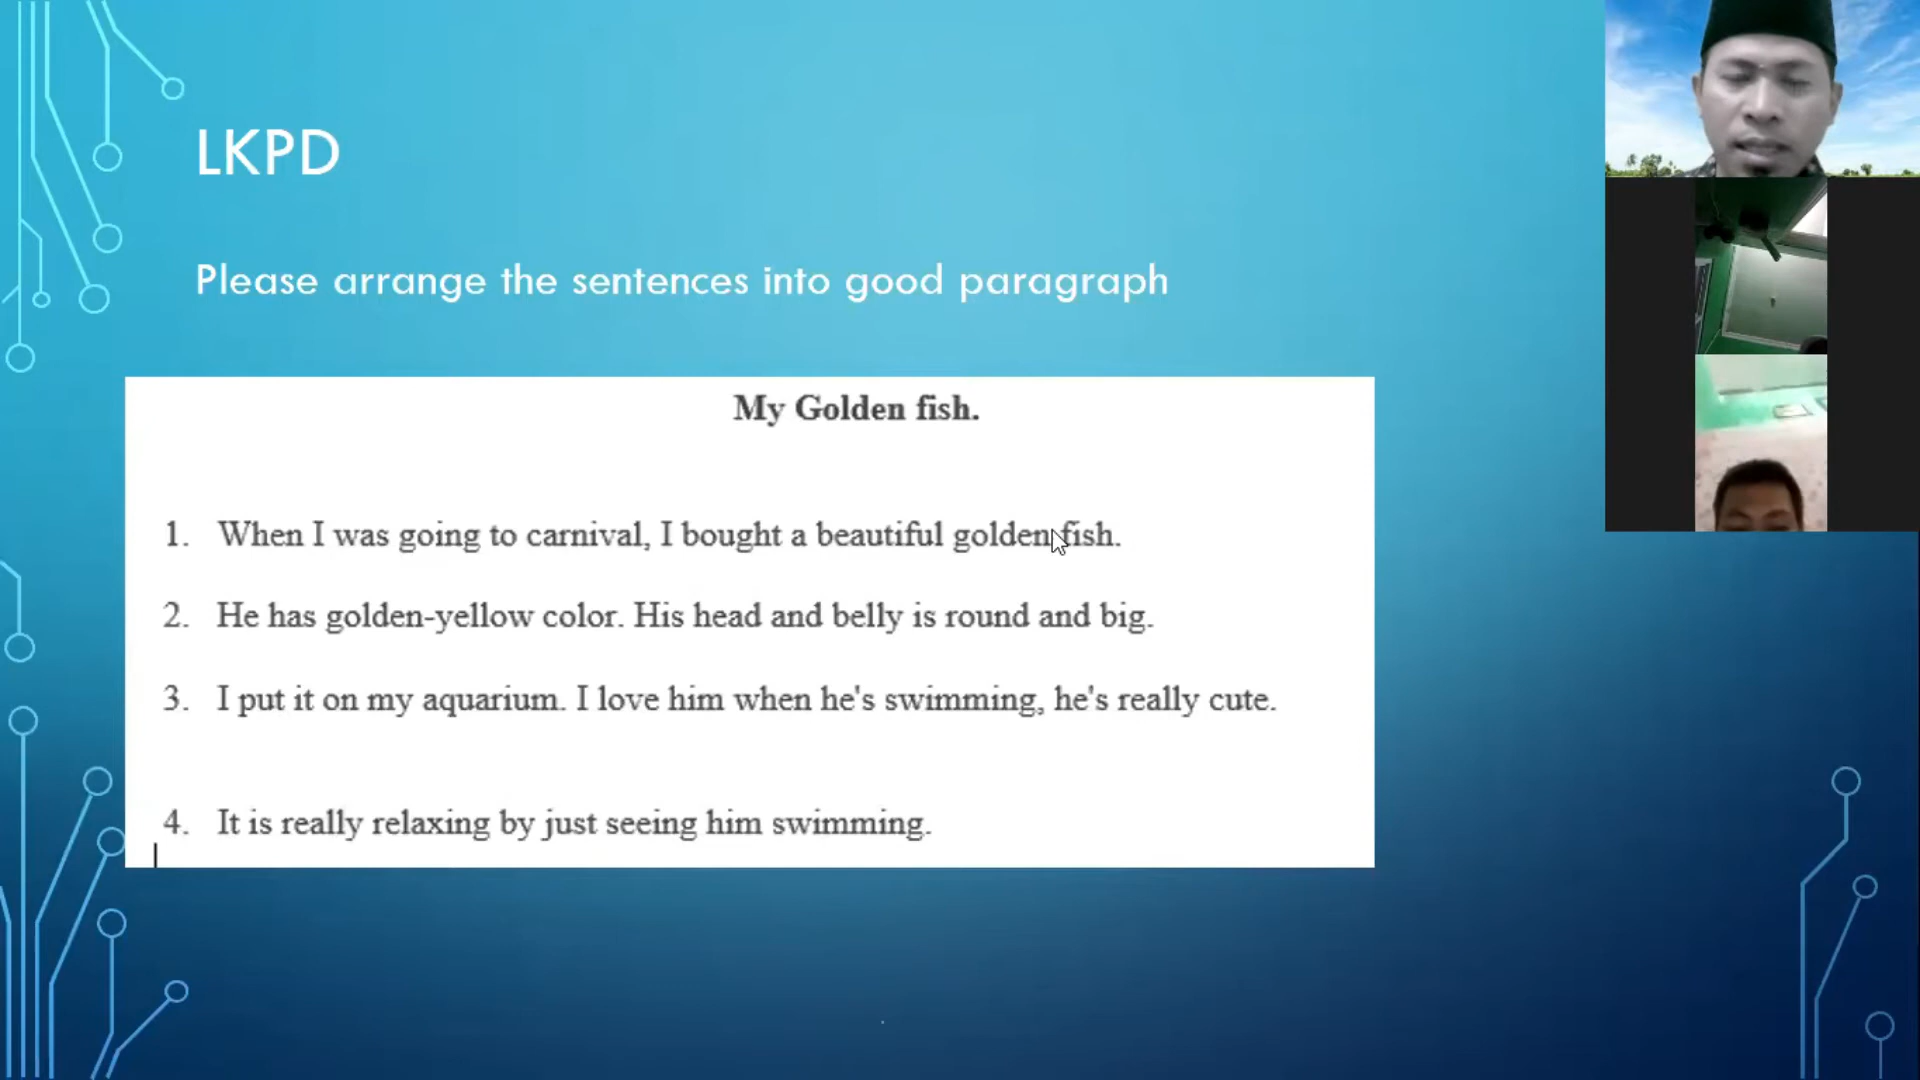 LKPD
Please arrange the sentences into good paragraph
My Golden fish.
1. When I was going to carnival, I bought a beautiful golden fish.
2. He has golden-yellow color. His head and belly is round and big.
3. I put it on my aquarium. I love him when he's swimming, he's really cute.
4. It is really relaxing by just seeing him swimming.